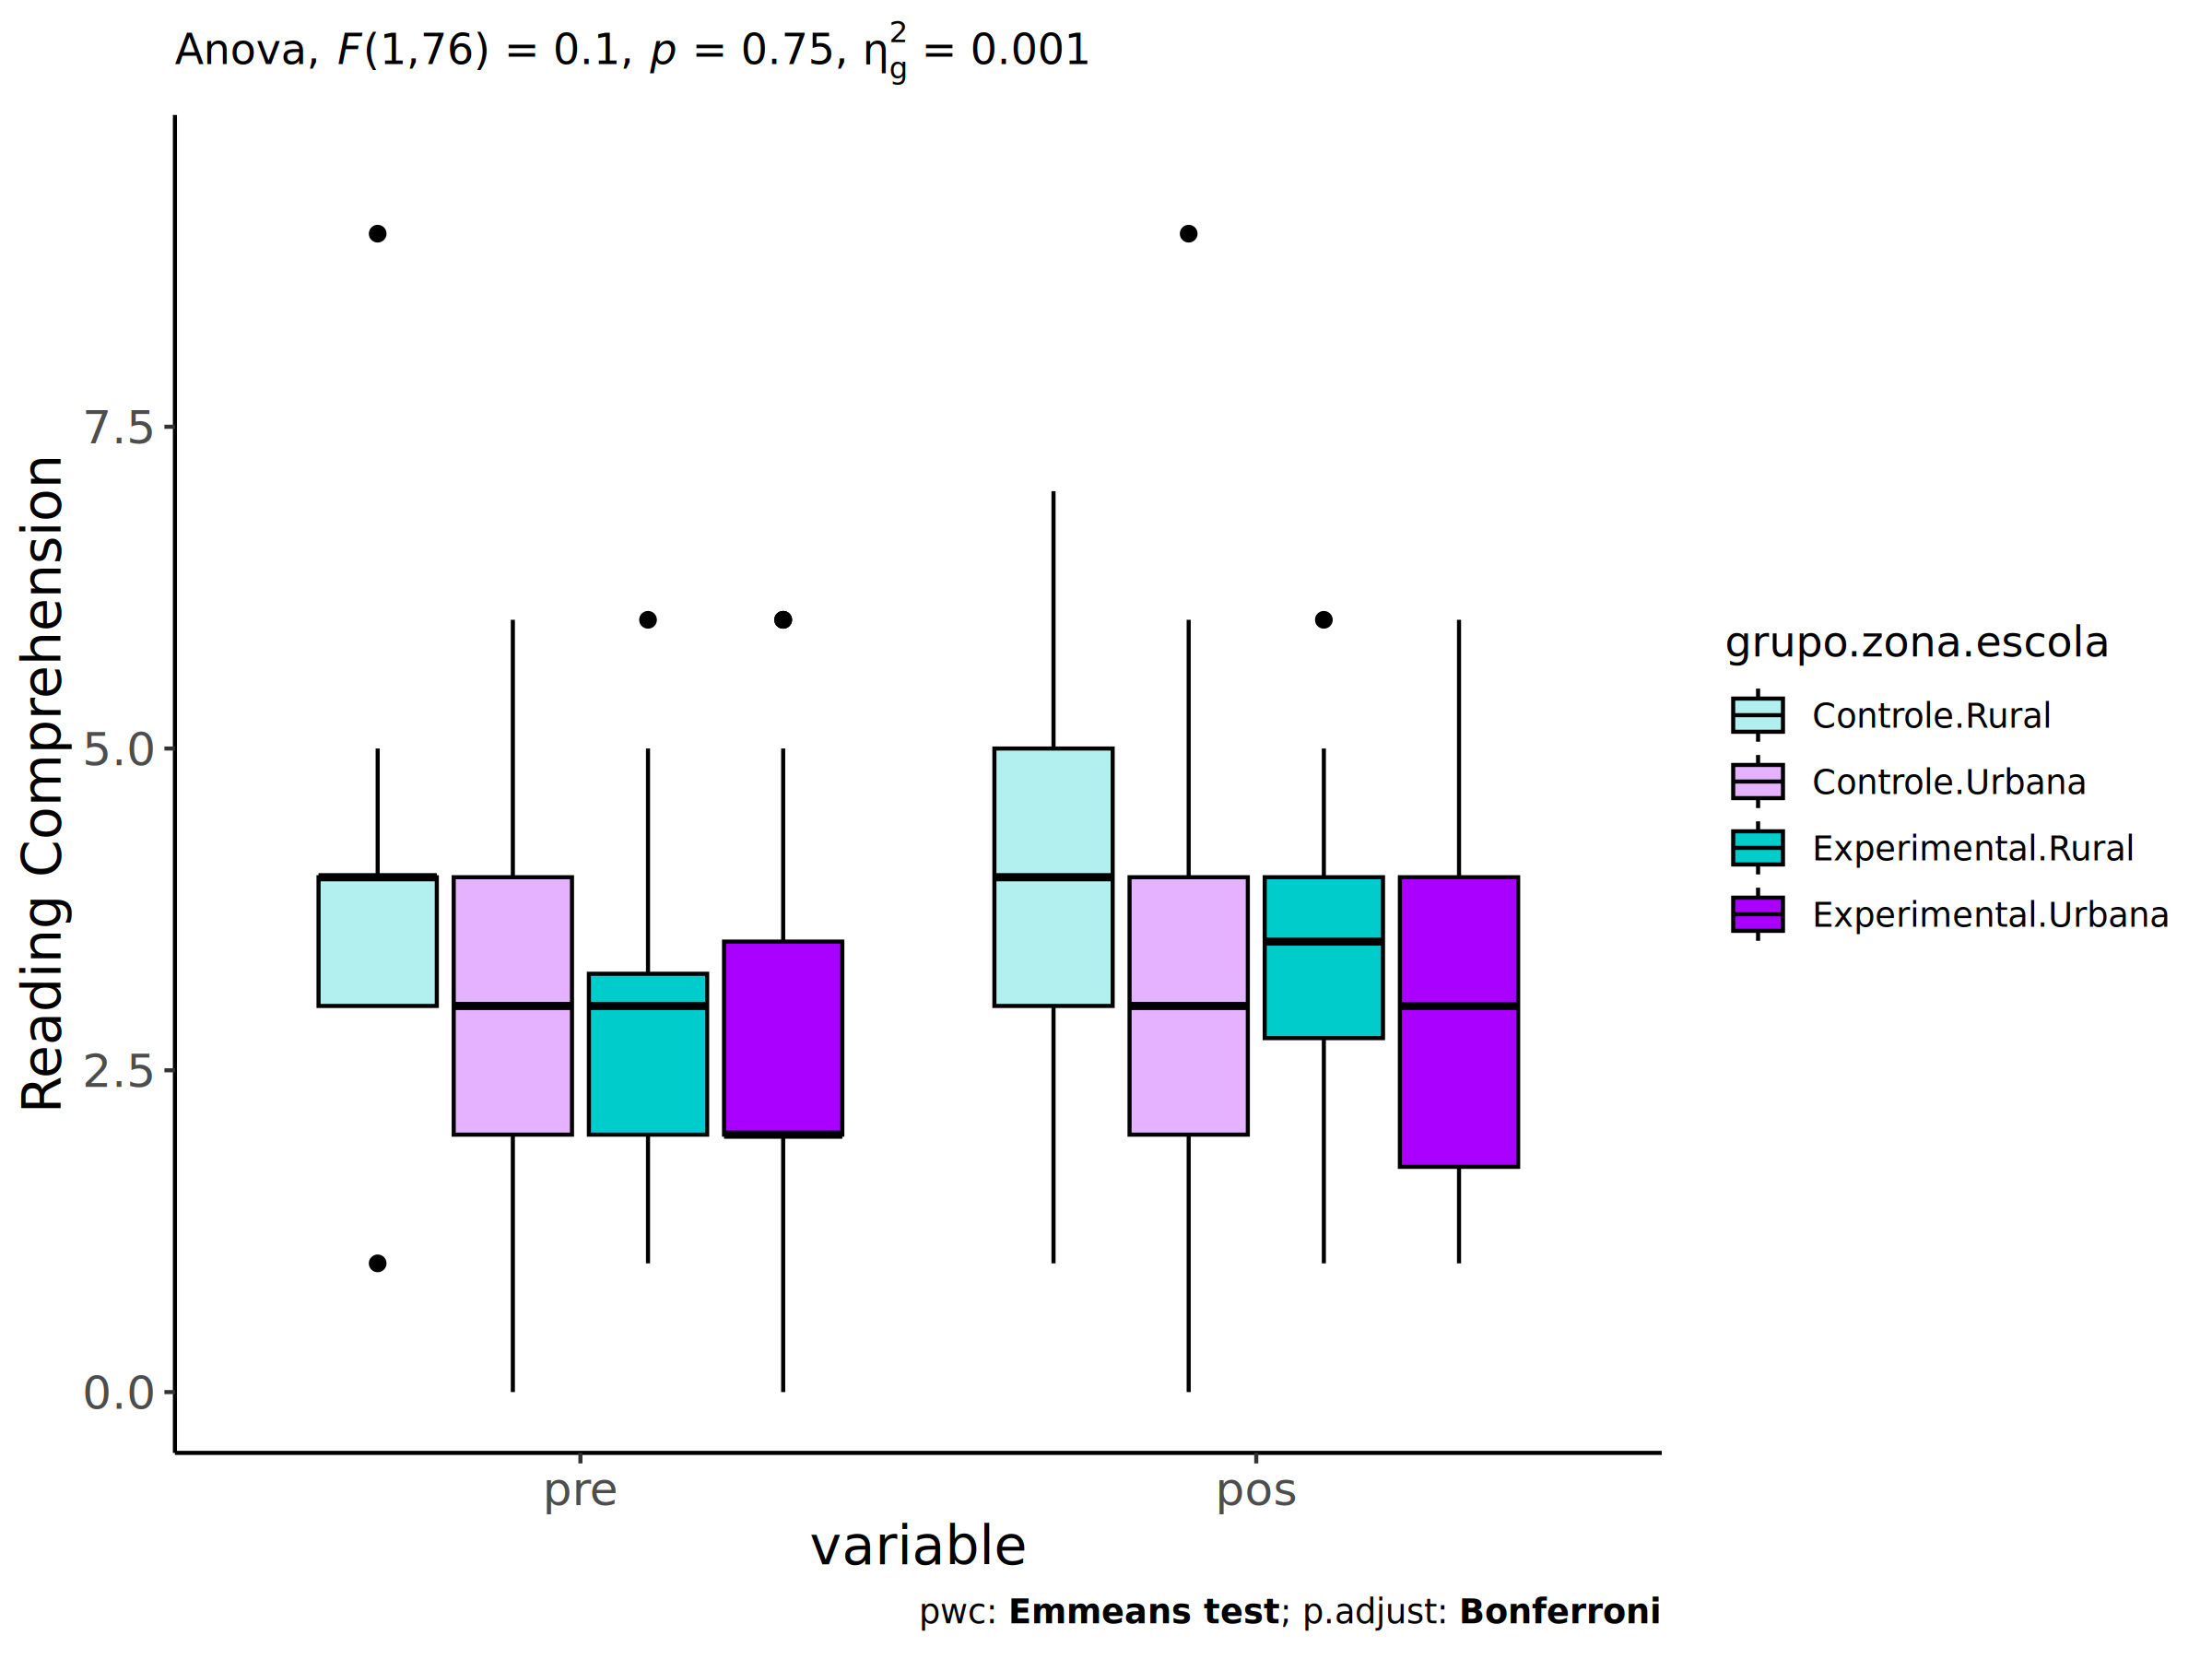 Anova, F(1,76) = 0.1, p = 0.75, η²g = 0.001
Reading Comprehension
7.5
5.0
2.5
0.0
pre
pos
variable
grupo.zona.escola
Controle.Rural
Controle.Urbana
Experimental.Rural
Experimental.Urbana
pwc: Emmeans test; p.adjust: Bonferroni